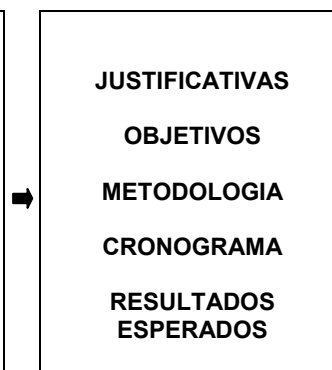 JUSTIFICATIVAS
OBJETIVOS
METODOLOGIA
CRONOGRAMA
RESULTADOS
ESPERADOS